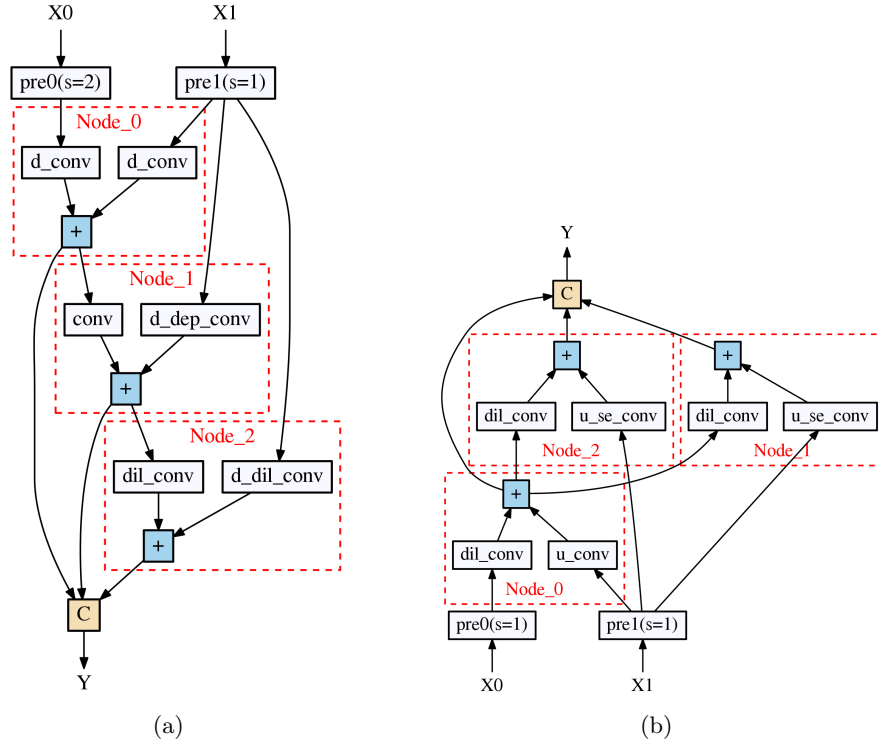 X0 X1
pre0(s=2) pre1(s=1)
Node_0
d_conv d_conv
+
Node_1
conv d_dep_conv
+
Node_2
dil_conv d_dil_conv
+
C
Y
(a)
Y
C
+ +
dil_conv u_se_conv dil_conv u_se_conv
Node_2 Node_1
+
dil_conv u_conv
Node_0
pre0(s=1) pre1(s=1)
X0 X1
(b)